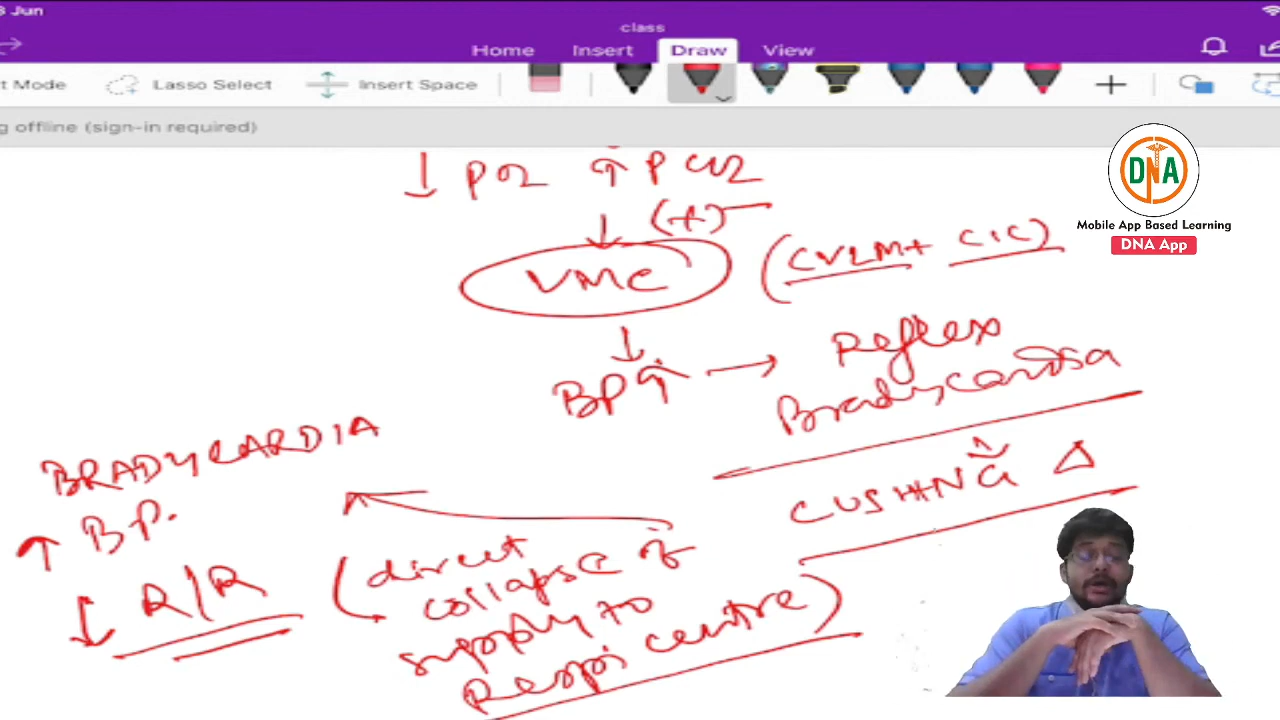 3 Jun
class
Home Insert Draw View
t Mode Lasso Select Insert Space
g offline (sign-in required)
DNA
Mobile App Based Learning
DNA App
↓ PO2 ↑ PCO2
(+)
VMC (CVLM + CIC)
↓
BP↑ → Reflex
Bradycardia
CUSHING Δ
BRADYCARDIA
↑ BP.
↓ R/R
(direct
collapse of
supply to
Respi centre)